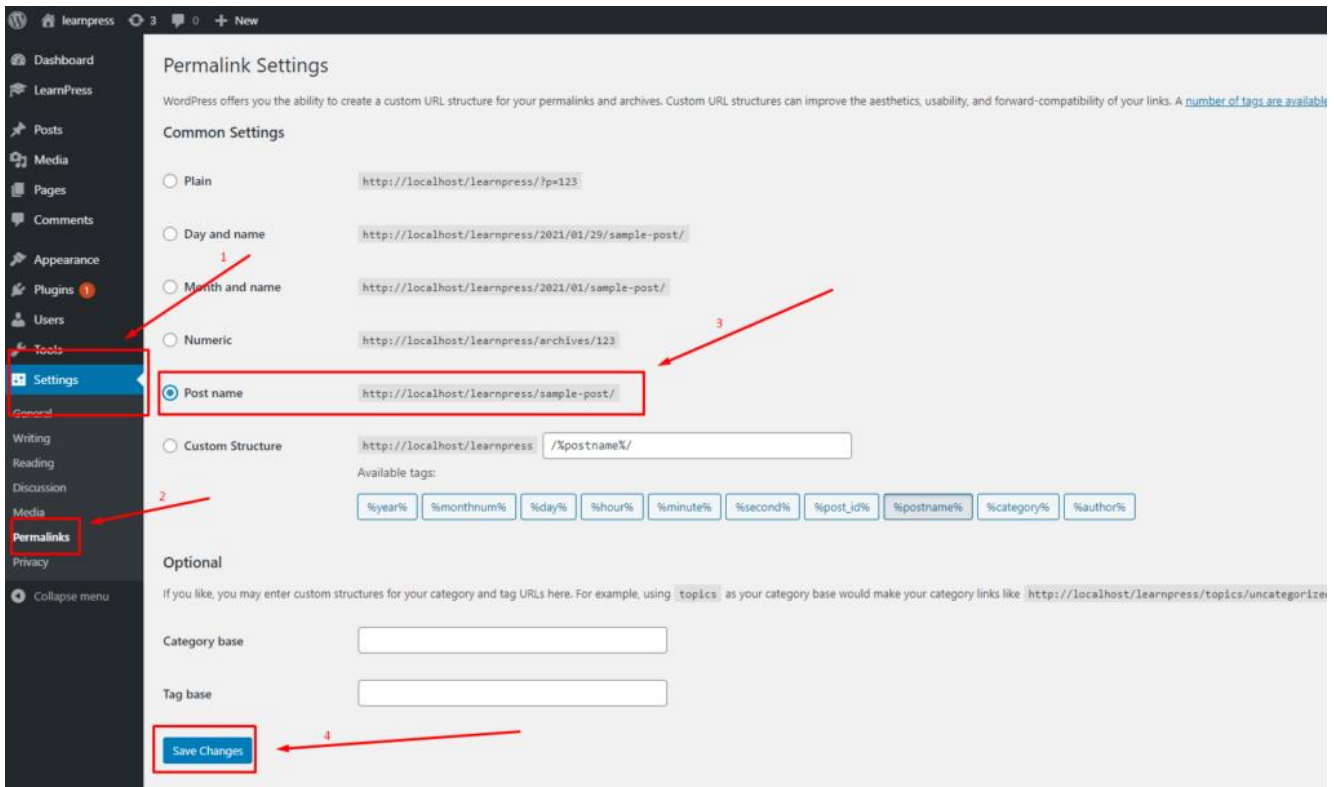 learnpress 3 0 + New
Dashboard
LearnPress
Posts
Media
Pages
Comments
Appearance
Plugins 1
Users
Tools
Settings
General
Writing
Reading
Discussion
Media
Permalinks
Privacy
Collapse menu
Permalink Settings
WordPress offers you the ability to create a custom URL structure for your permalinks and archives. Custom URL structures can improve the aesthetics, usability, and forward-compatibility of your links. A number of tags are available
Common Settings
Plain http://localhost/learnpress/?p=123
Day and name http://localhost/learnpress/2021/01/29/sample-post/
1
Month and name http://localhost/learnpress/2021/01/sample-post/
3
Numeric http://localhost/learnpress/archives/123
Post name http://localhost/learnpress/sample-post/
Custom Structure http://localhost/learnpress /%postname%/
Available tags:
2
%year% %monthnum% %day% %hour% %minute% %second% %post_id% %postname% %category% %author%
Optional
If you like, you may enter custom structures for your category and tag URLs here. For example, using topics as your category base would make your category links like http://localhost/learnpress/topics/uncategorized
Category base
Tag base
4
Save Changes